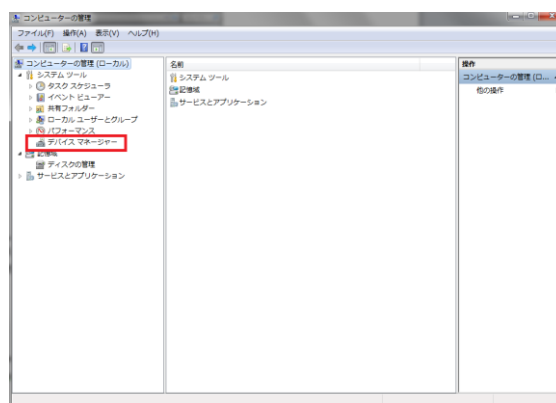 コンピューターの管理
ファイル(F) 操作(A) 表示(V) ヘルプ(H)
コンピューターの管理 (ローカル)
システム ツール
タスク スケジューラ
イベント ビューアー
共有フォルダー
ローカル ユーザーとグループ
パフォーマンス
デバイス マネージャー
記憶域
ディスクの管理
サービスとアプリケーション
名前
システム ツール
記憶域
サービスとアプリケーション
操作
コンピューターの管理 (ロ...
他の操作